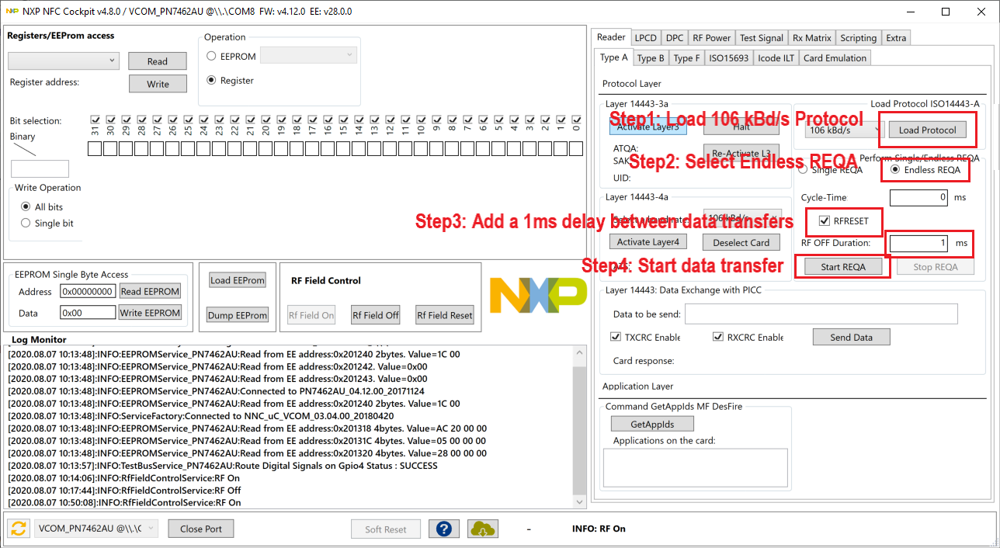 NXP NFC Cockpit v4.8.0 / VCOM_PN7462AU @\\.\COM8 FW: v4.12.0 EE: v28.0.0
Registers/EEProm access
Read
Register address:
Write
Operation
EEPROM
Register
Bit selection:
31 30 29 28 27 26 25 24 23 22 21 20 19 18 17 16 15 14 13 12 11 10 9 8 7 6 5 4 3 2 1 0
Binary
Write Operation
All bits
Single bit
EEPROM Single Byte Access
Address 0x00000000 Read EEPROM
Data 0x00 Write EEPROM
Load EEProm
Dump EEProm
RF Field Control
RF Field On RF Field Off RF Field Reset
NXP
Log Monitor
[2020.08.07 10:13:48]:INFO:EEPROMService_PN7462AU:Read from EE address:0x201240 2bytes. Value=1C 00
[2020.08.07 10:13:48]:INFO:EEPROMService_PN7462AU:Read from EE address:0x201242. Value=0x00
[2020.08.07 10:13:48]:INFO:EEPROMService_PN7462AU:Read from EE address:0x201243. Value=0x00
[2020.08.07 10:13:48]:INFO:EEPROMService_PN7462AU:Connected to PN7462AU_04.12.00_20171124
[2020.08.07 10:13:48]:INFO:EEPROMService_PN7462AU:Read from EE address:0x201240 2bytes. Value=1C 00
[2020.08.07 10:13:48]:INFO:ServiceFactory:Connected to NNC_uC_VCOM_03.04.00_20180420
[2020.08.07 10:13:48]:INFO:EEPROMService_PN7462AU:Read from EE address:0x201318 4bytes. Value=AC 20 00 00
[2020.08.07 10:13:48]:INFO:EEPROMService_PN7462AU:Read from EE address:0x20131C 4bytes. Value=05 00 00 00
[2020.08.07 10:13:48]:INFO:EEPROMService_PN7462AU:Read from EE address:0x201320 4bytes. Value=28 00 00 00
[2020.08.07 10:13:57]:INFO:TestBusService_PN7462AU:Route Digital Signals on Gpio4 Status : SUCCESS
[2020.08.07 10:14:06]:INFO:RfFieldControlService:RF On
[2020.08.07 10:17:44]:INFO:RfFieldControlService:RF Off
[2020.08.07 10:50:08]:INFO:RfFieldControlService:RF On
Reader LPCD DPC RF Power Test Signal Rx Matrix Scripting Extra
Type A Type B Type F ISO15693 Icode ILT Card Emulation
Protocol Layer
Layer 14443-3a
Activate Layer3 Halt
ATQA:
Re-Activate L3
SAK:
UID:
Load Protocol ISO14443-A
106 kBd/s Load Protocol
Step1: Load 106 kBd/s Protocol
Perform Single/Endless REQA
Single REQA Endless REQA
Step2: Select Endless REQA
Cycle-Time 0 ms
RFRESET
RF OFF Duration: 1 ms
Start REQA Stop REQA
Layer 14443-4a
106 kBd/s
Step3: Add a 1ms delay between data transfers
Activate Layer4 Deselect Card
Step4: Start data transfer
Layer 14443: Data Exchange with PICC
Data to be send:
TXCRC Enable RXCRC Enable Send Data
Card response:
Application Layer
Command GetAppIds MF DesFire
GetAppIds
Applications on the card:
VCOM_PN7462AU @\\.\C Close Port Soft Reset ? - INFO: RF On